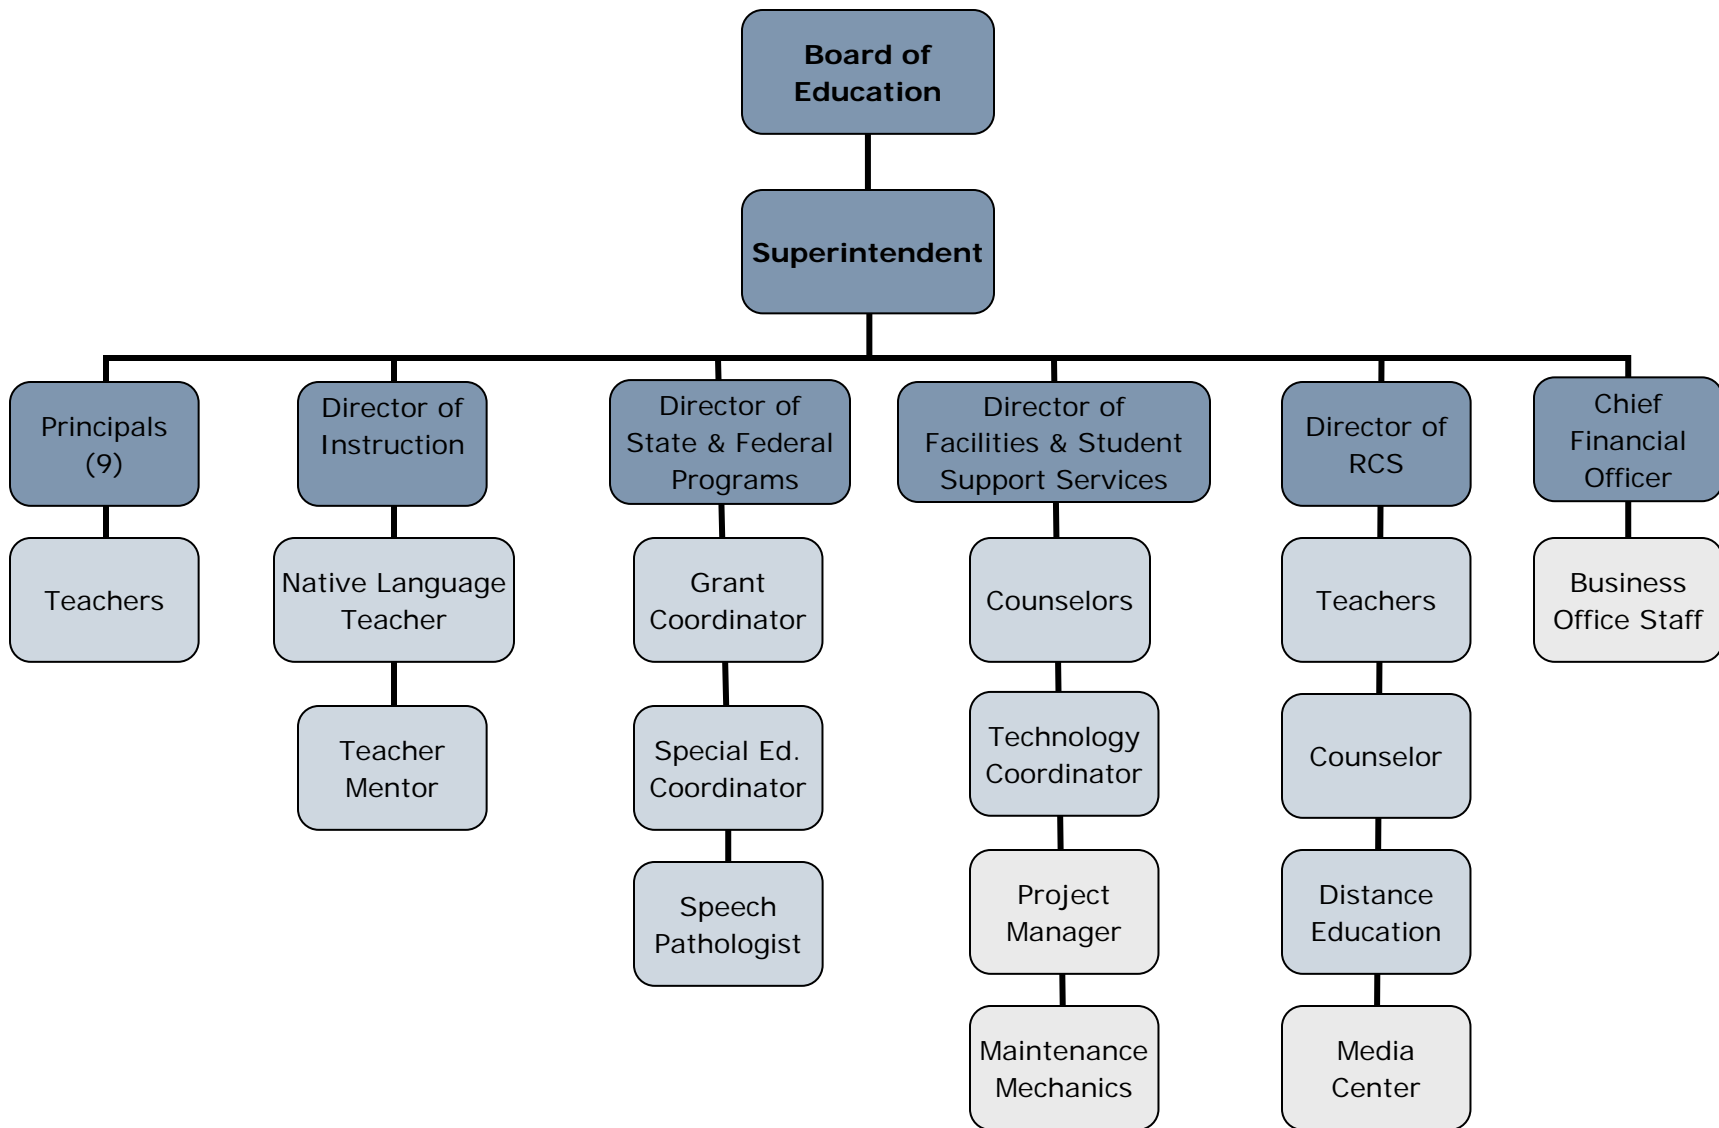 Board of
Education
Superintendent
Principals
(9)
Director of
Instruction
Director of
State & Federal
Programs
Director of
Facilities & Student
Support Services
Director of
RCS
Chief
Financial
Officer
Teachers
Native Language
Teacher
Grant
Coordinator
Counselors
Teachers
Business
Office Staff
Teacher
Mentor
Special Ed.
Coordinator
Technology
Coordinator
Counselor
Speech
Pathologist
Project
Manager
Distance
Education
Maintenance
Mechanics
Media
Center